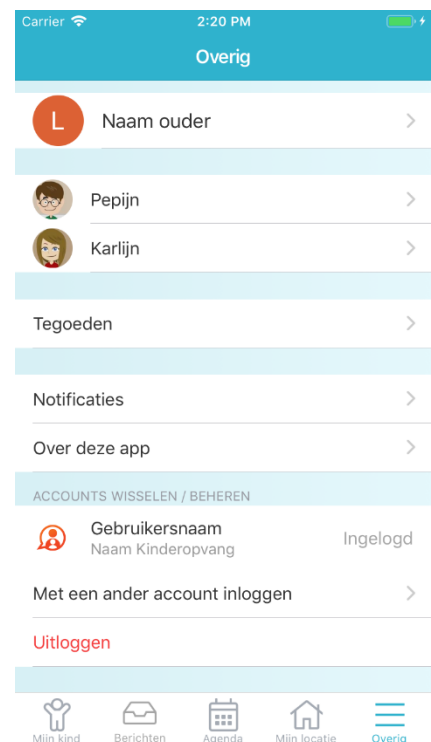 Carrier 2:20 PM
Overig
L Naam ouder
Pepijn
Karlijn
Tegoeden
Notificaties
Over deze app
ACCOUNTS WISSELEN / BEHEREN
Gebruikersnaam
Naam Kinderopvang
Ingelogd
Met een ander account inloggen
Uitloggen
Mijn kind Berichten Agenda Mijn locatie Overig